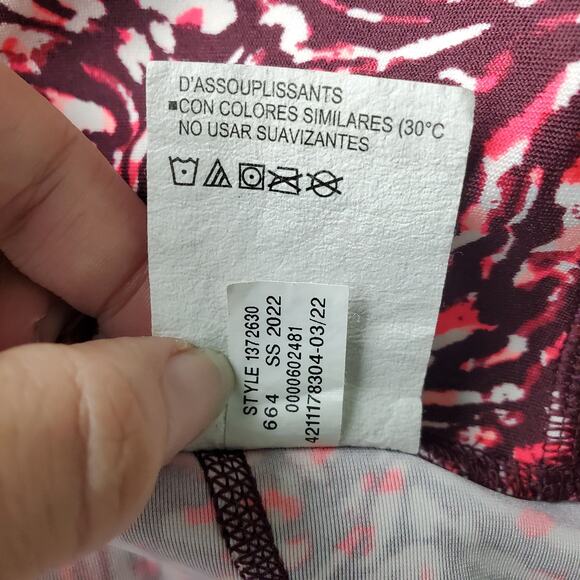 D'ASSOUPLISSANTS
■CON COLORES SIMILARES (30°C
NO USAR SUAVIZANTES
STYLE 1372630
664 SS 2022
0000602481
4211178304-03/22